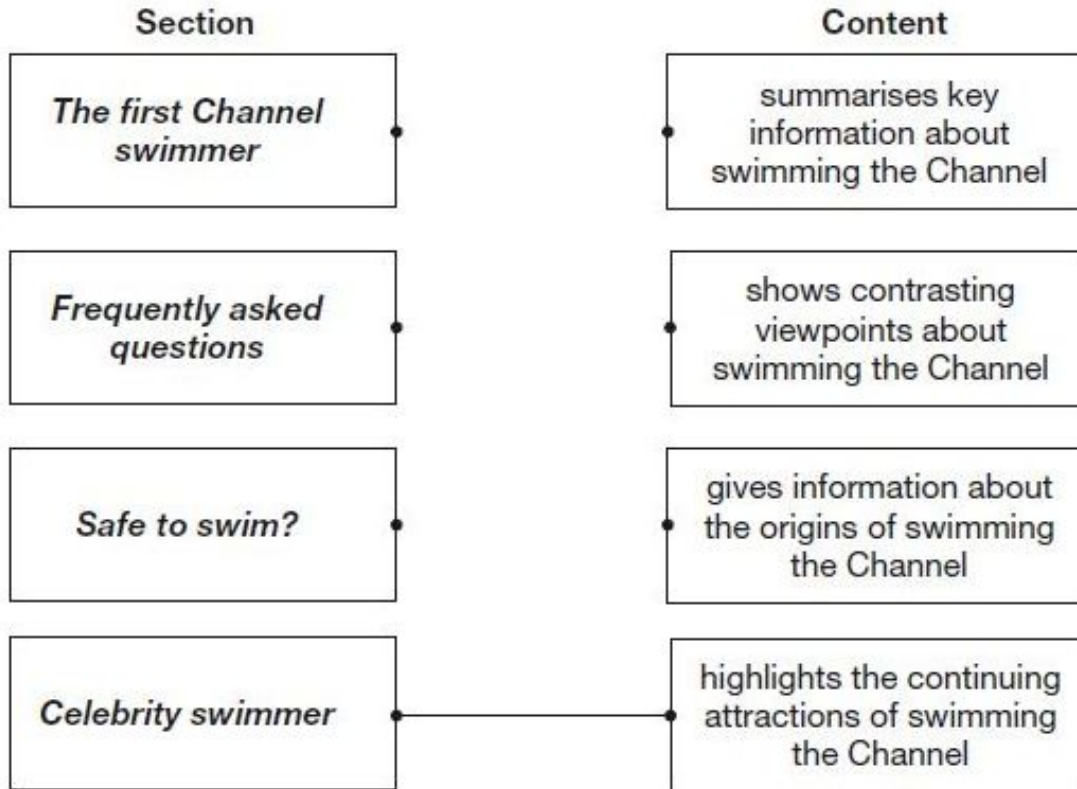 Section
Content
The first Channel
swimmer
summarises key
information about
swimming the Channel
Frequently asked
questions
shows contrasting
viewpoints about
swimming the Channel
Safe to swim?
gives information about
the origins of swimming
the Channel
Celebrity swimmer
highlights the continuing
attractions of swimming
the Channel